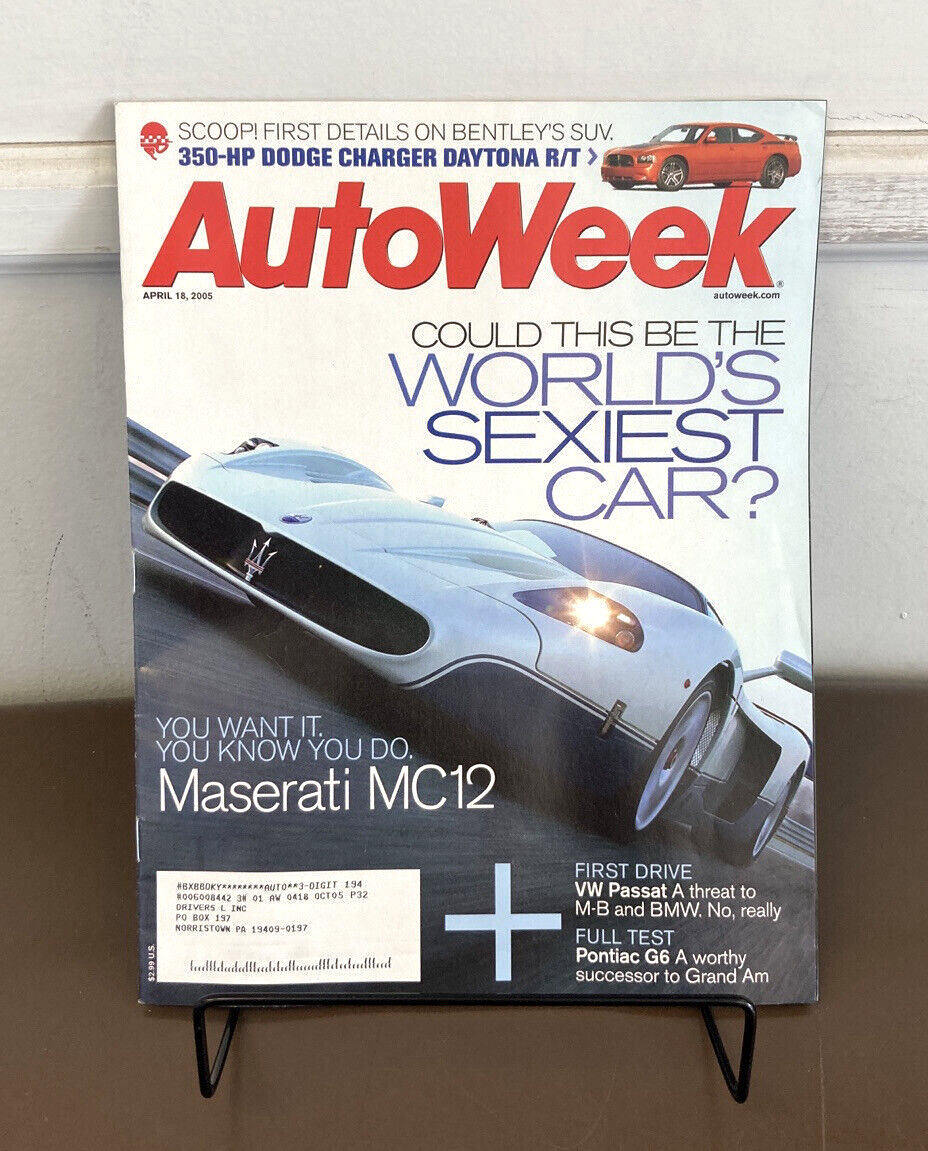 SCOOP! FIRST DETAILS ON BENTLEY'S SUV.
350-HP DODGE CHARGER DAYTONA R/T >
AutoWeek®
APRIL 18, 2005
autoweek.com
COULD THIS BE THE
WORLD'S
SEXIEST
CAR?
YOU WANT IT.
YOU KNOW YOU DO.
Maserati MC12
#BXBBDKY********AUTO**3-DIGIT 194
#006008442 3# 01 AW 0418 OCT05 P32
DRIVERS L INC
PO BOX 197
NORRISTOWN PA 19409-0197
$2.99 U.S.
+
FIRST DRIVE
VW Passat A threat to
M-B and BMW. No, really
FULL TEST
Pontiac G6 A worthy
successor to Grand Am